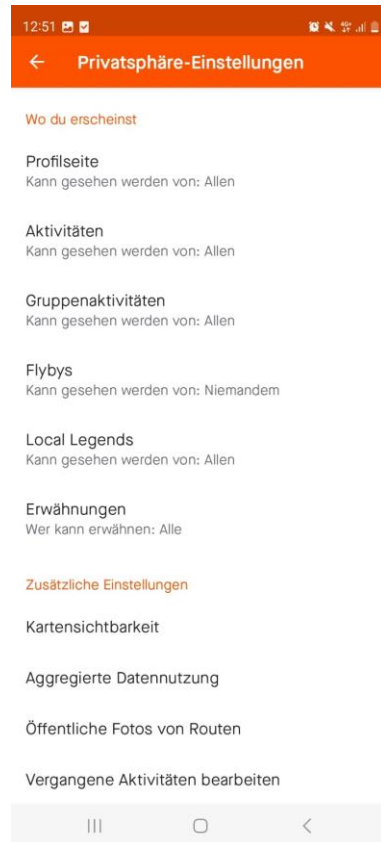 12:51
Privatsphäre-Einstellungen
Wo du erscheinst
Profilseite
Kann gesehen werden von: Allen
Aktivitäten
Kann gesehen werden von: Allen
Gruppenaktivitäten
Kann gesehen werden von: Allen
Flybys
Kann gesehen werden von: Niemandem
Local Legends
Kann gesehen werden von: Allen
Erwähnungen
Wer kann erwähnen: Alle
Zusätzliche Einstellungen
Kartensichtbarkeit
Aggregierte Datennutzung
Öffentliche Fotos von Routen
Vergangene Aktivitäten bearbeiten